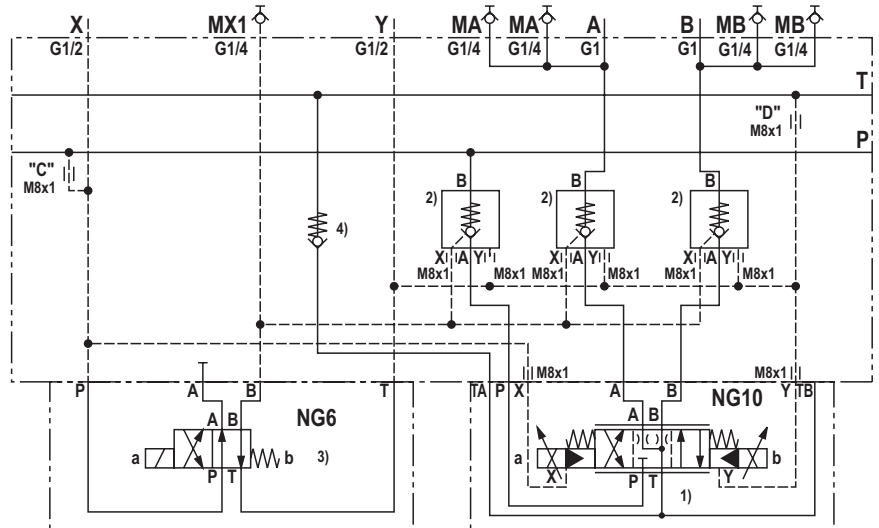 X MX1 Y MA MA A B MB MB
G1/2 G1/4 G1/2 G1/4 G1/4 G1 G1 G1/4 G1/4
T
"D"
M8x1
P
"C"
M8x1
B B B
2) 2) 2)
4)
X A Y X A Y X A Y
M8x1 M8x1 M8x1 M8x1 M8x1 M8x1
M8x1 M8x1
P A B T TA P X A B Y TB
NG6 NG10
A B A B
a b 3) a b
X Y
P T P T
1)